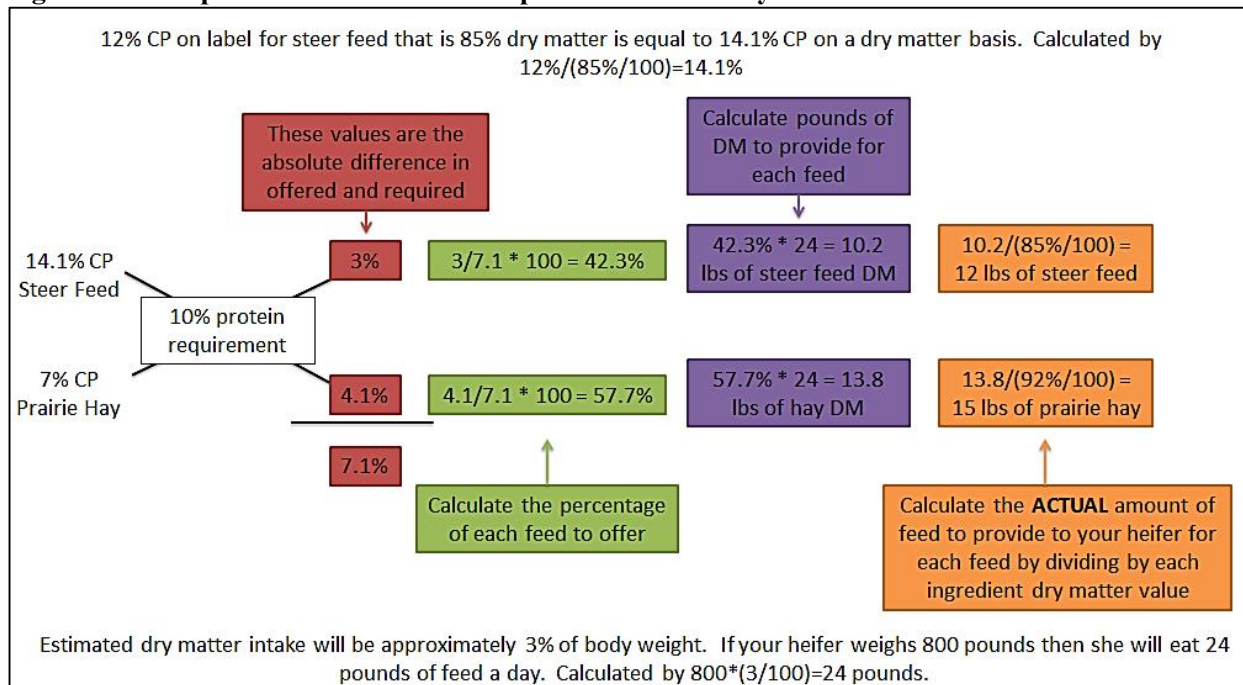 12% CP on label for steer feed that is 85% dry matter is equal to 14.1% CP on a dry matter basis. Calculated by
12%/(85%/100)=14.1%
These values are the
absolute difference in
offered and required
Calculate pounds of
DM to provide for
each feed
14.1% CP
Steer Feed
3%
3/7.1 * 100 = 42.3%
42.3% * 24 = 10.2
lbs of steer feed DM
10.2/(85%/100) =
12 lbs of steer feed
10% protein
requirement
7% CP
Prairie Hay
4.1%
4.1/7.1 * 100 = 57.7%
57.7% * 24 = 13.8
lbs of hay DM
13.8/(92%/100) =
15 lbs of prairie hay
7.1%
Calculate the percentage
of each feed to offer
Calculate the ACTUAL amount of
feed to provide to your heifer for
each feed by dividing by each
ingredient dry matter value
Estimated dry matter intake will be approximately 3% of body weight. If your heifer weighs 800 pounds then she will eat 24
pounds of feed a day. Calculated by 800*(3/100)=24 pounds.